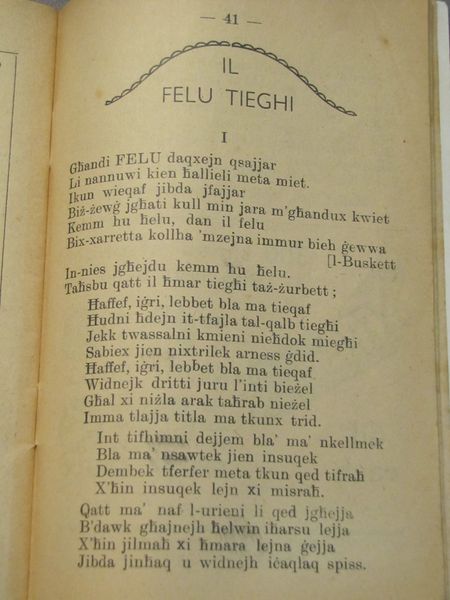 — 41 —
IL
FELU TIEGHI
I
Għandi FELU daqxejn qsajjar
Li nannuwi kien ħallieli meta miet.
Ikun wieqaf jibda jfajjar
Biż-żewġ jgħati kull min jara m'għandux kwiet
Kemm hu ħelu, dan il felu
Bix-xarretta kollha 'mzejna immur bieh ġewwa
[l-Buskett
In-nies jgħejdu kemm hu ħelu.
Taħsbu qatt il ħmar tiegħi taż-żurbett ;
Ħaffef, iġri, lebbet bla ma tieqaf
Ħudni ħdejn it-tfajla tal-qalb tiegħi
Jekk twassalni kmieni nieħdok miegħi
Sabiex jien nixtrilek arness ġdid.
Ħaffef, iġri, lebbet bla ma tieqaf
Widnejk dritti juru l'inti bieżel
Għal xi niżla arak taħrab nieżel
Imma tlajja titla ma tkunx trid.
Int tifhimni dejjem bla' ma' nkellmek
Bla ma' nsawtek jien insuqek
Dembek tferfer meta tkun qed tifraħ
X'ħin insuqek lejn xi misraħ.
Qatt ma' naf l-urieni li qed jgħejja
B'dawk għajnejh ħelwin iħarsu lejja
X'ħin jilmaħ xi ħmara lejna ġejja
Jibda jinħaq u widnejh iċaqlaq spiss.